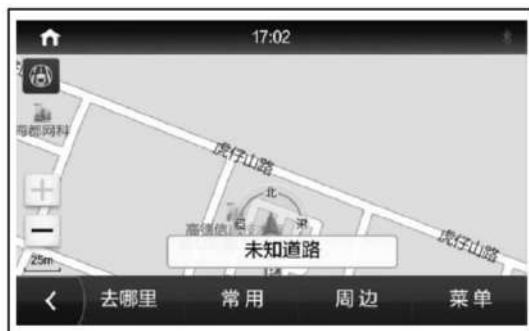 17:02
海都网科
虎仔山路
北
未知道路
虎仔山路
25m
去哪里 常用 周边 菜单